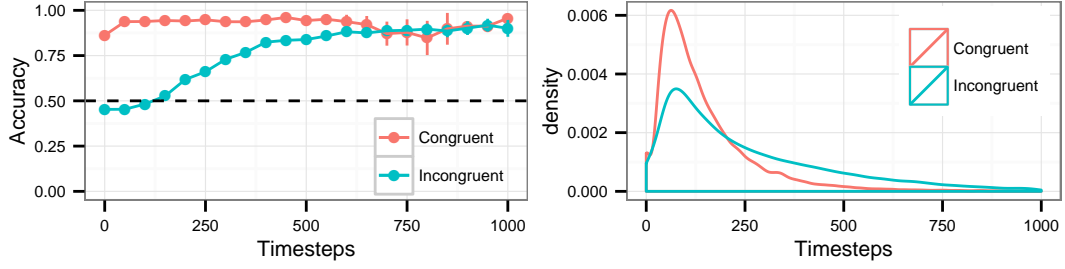 1.00
0.75
0.50
0.25
0.00
Accuracy
Congruent
Incongruent
0
250
500
750
1000
Timesteps
0.006
0.004
0.002
0.000
density
Congruent
Incongruent
0
250
500
750
1000
Timesteps